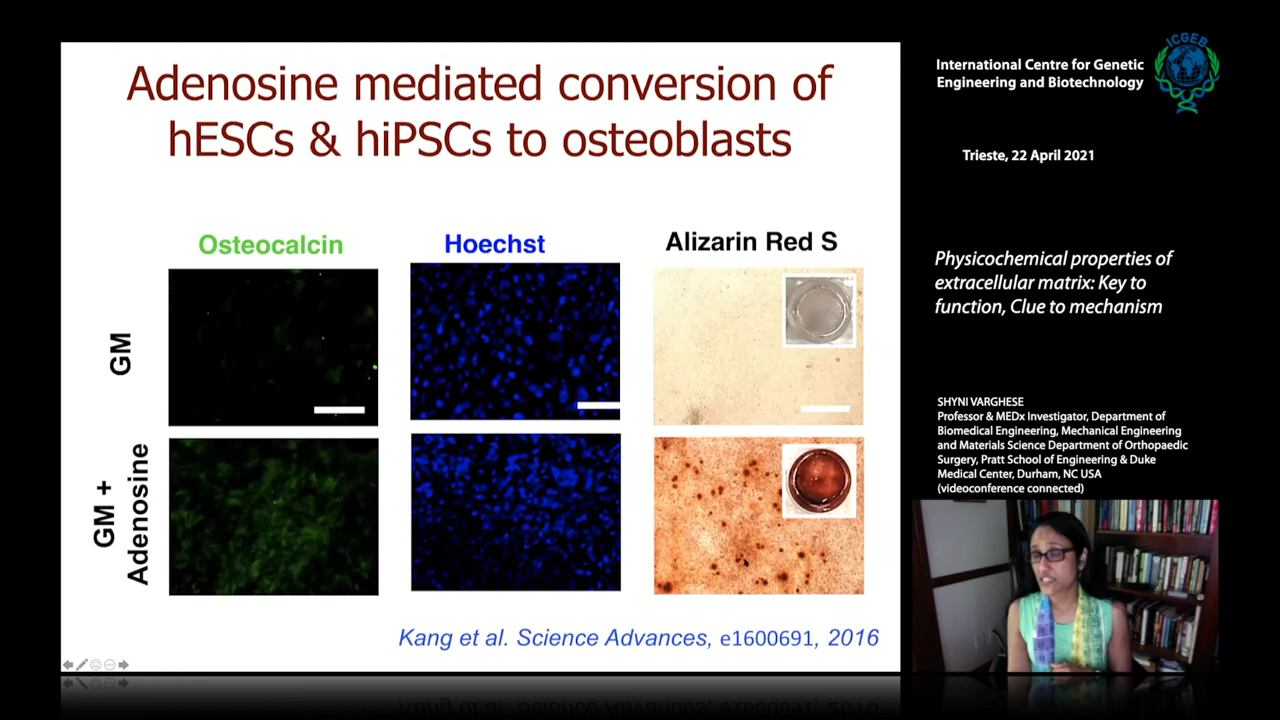 Adenosine mediated conversion of
hESCs & hiPSCs to osteoblasts
Osteocalcin
Hoechst
Alizarin Red S
GM
GM +
Adenosine
Kang et al. Science Advances, e1600691, 2016
ICGEB
International Centre for Genetic
Engineering and Biotechnology
Trieste, 22 April 2021
Physicochemical properties of
extracellular matrix: Key to
function, Clue to mechanism
SHYNI VARGHESE
Professor & MEDx Investigator, Department of
Biomedical Engineering, Mechanical Engineering
and Materials Science Department of Orthopaedic
Surgery, Pratt School of Engineering & Duke
Medical Center, Durham, NC USA
(videoconference connected)